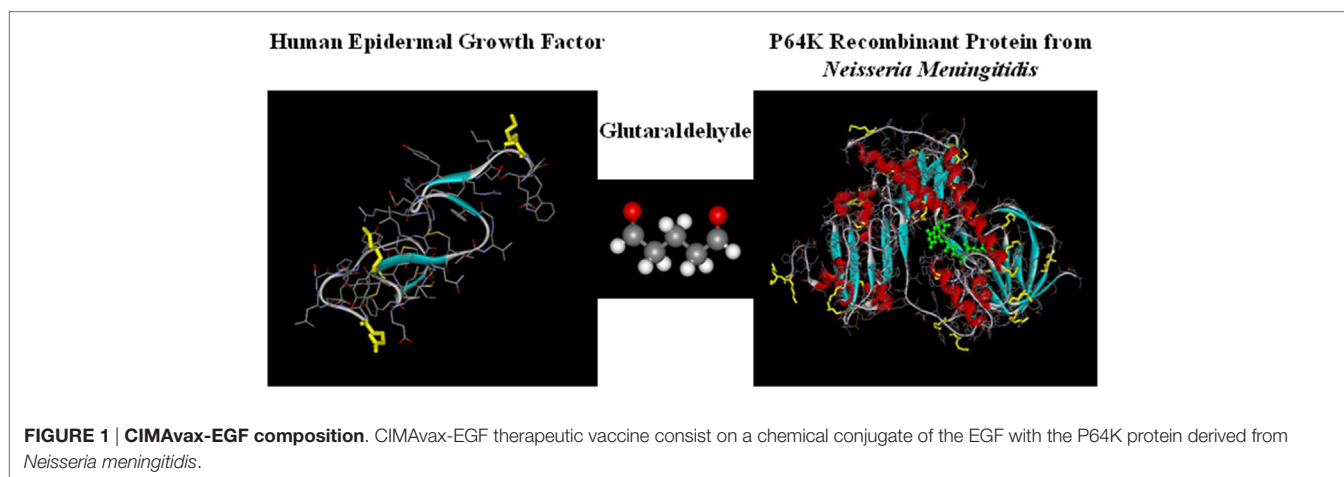 Human Epidermal Growth Factor
P64K Recombinant Protein from
Neisseria Meningitidis
Glutaraldehyde
FIGURE 1 | CIMAvax-EGF composition. CIMAvax-EGF therapeutic vaccine consist on a chemical conjugate of the EGF with the P64K protein derived from
Neisseria meningitidis.